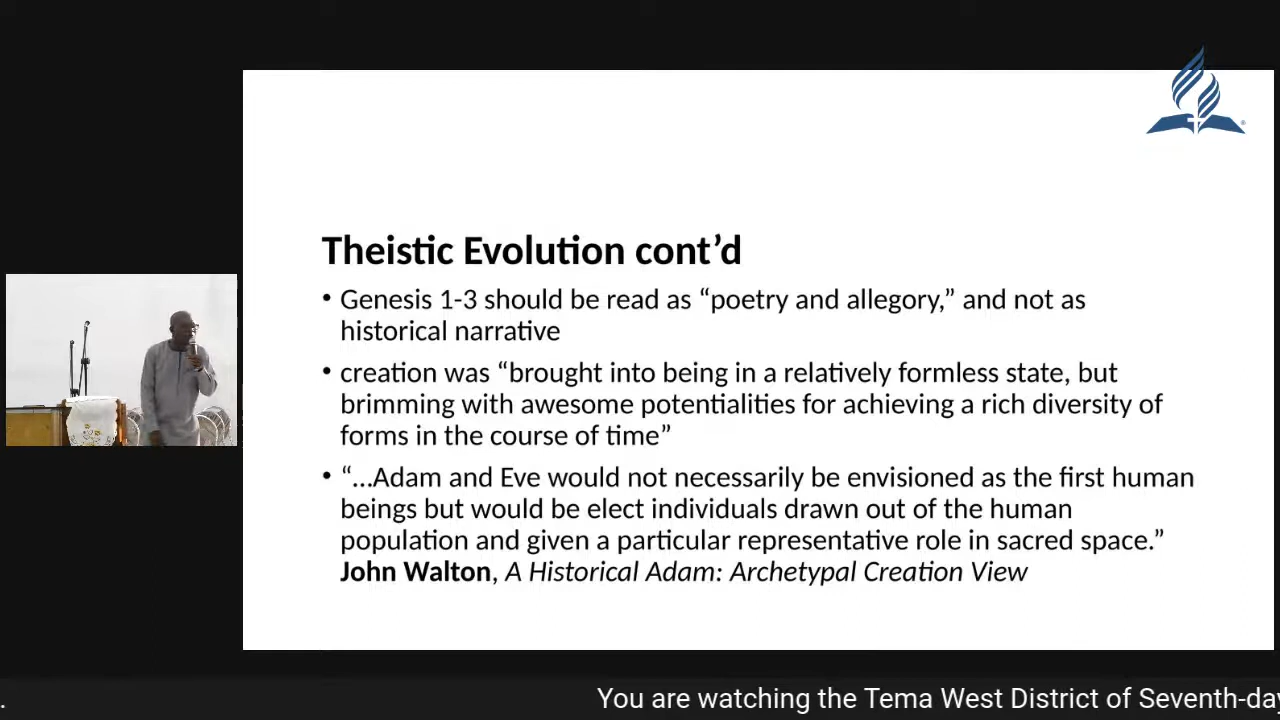 Theistic Evolution cont’d
• Genesis 1-3 should be read as “poetry and allegory,” and not as
historical narrative
• creation was “brought into being in a relatively formless state, but
brimming with awesome potentialities for achieving a rich diversity of
forms in the course of time”
• “…Adam and Eve would not necessarily be envisioned as the first human
beings but would be elect individuals drawn out of the human
population and given a particular representative role in sacred space.”
John Walton, A Historical Adam: Archetypal Creation View
. You are watching the Tema West District of Seventh-day